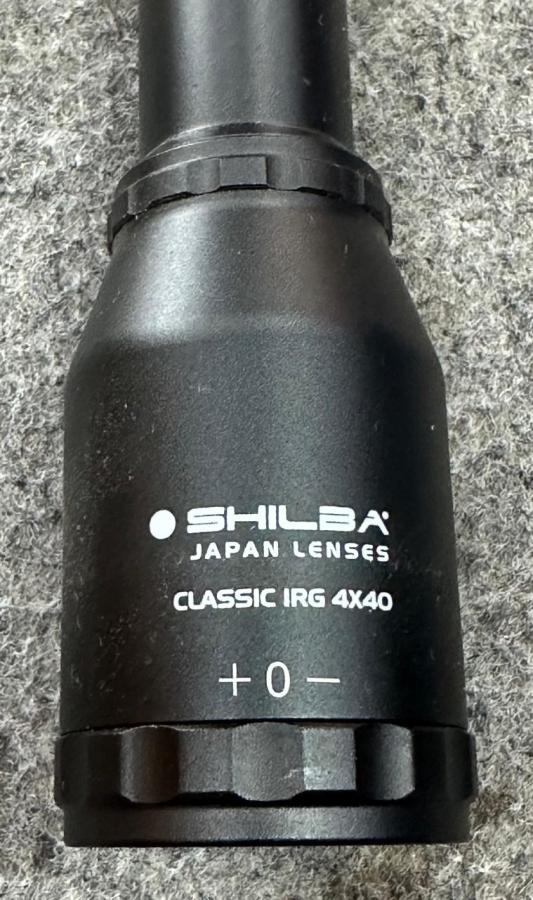 SHILBA
JAPAN LENSES
CLASSIC IRG 4X40
+0−